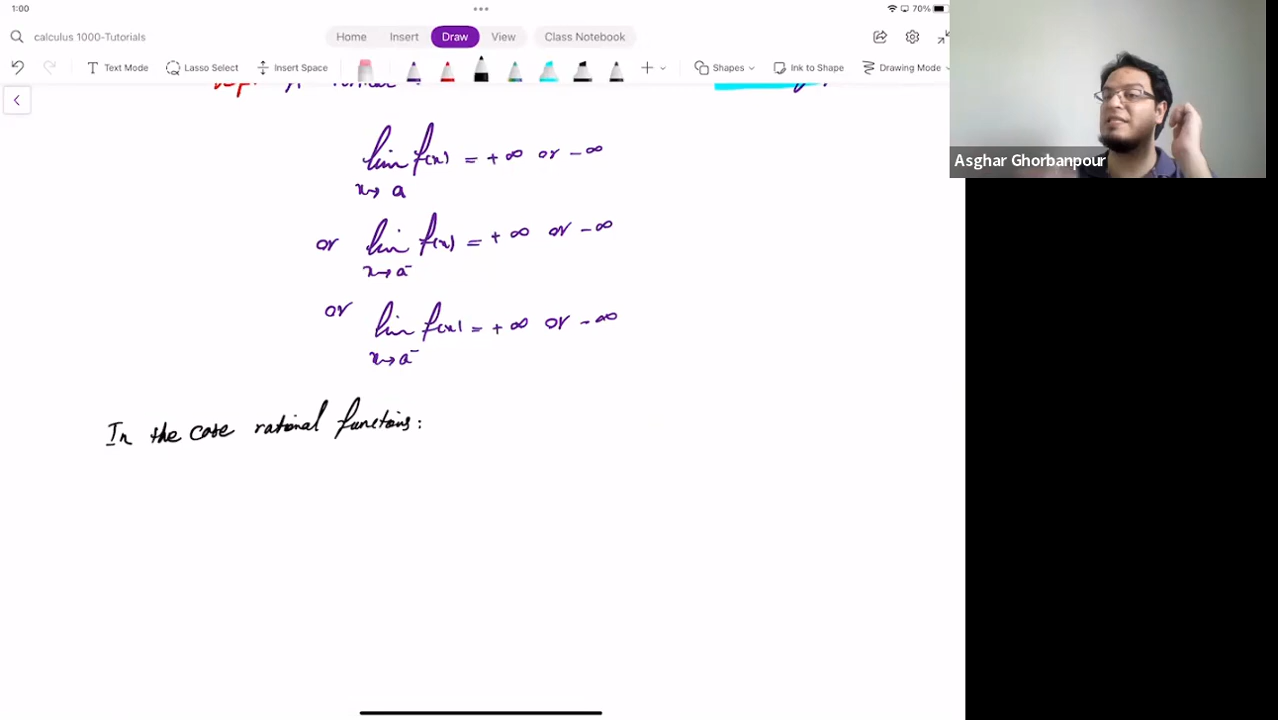 1:00
70%
calculus 1000-Tutorials
Home Insert Draw View Class Notebook
Text Mode Lasso Select Insert Space Shapes Ink to Shape Drawing Mode
lim f(x) = +∞ or -∞
x→ a
or lim f(x) = +∞ or -∞
x→ a⁻
or lim f(x) = +∞ or -∞
x→ a⁻
In the case rational functions:
Asghar Ghorbanpour